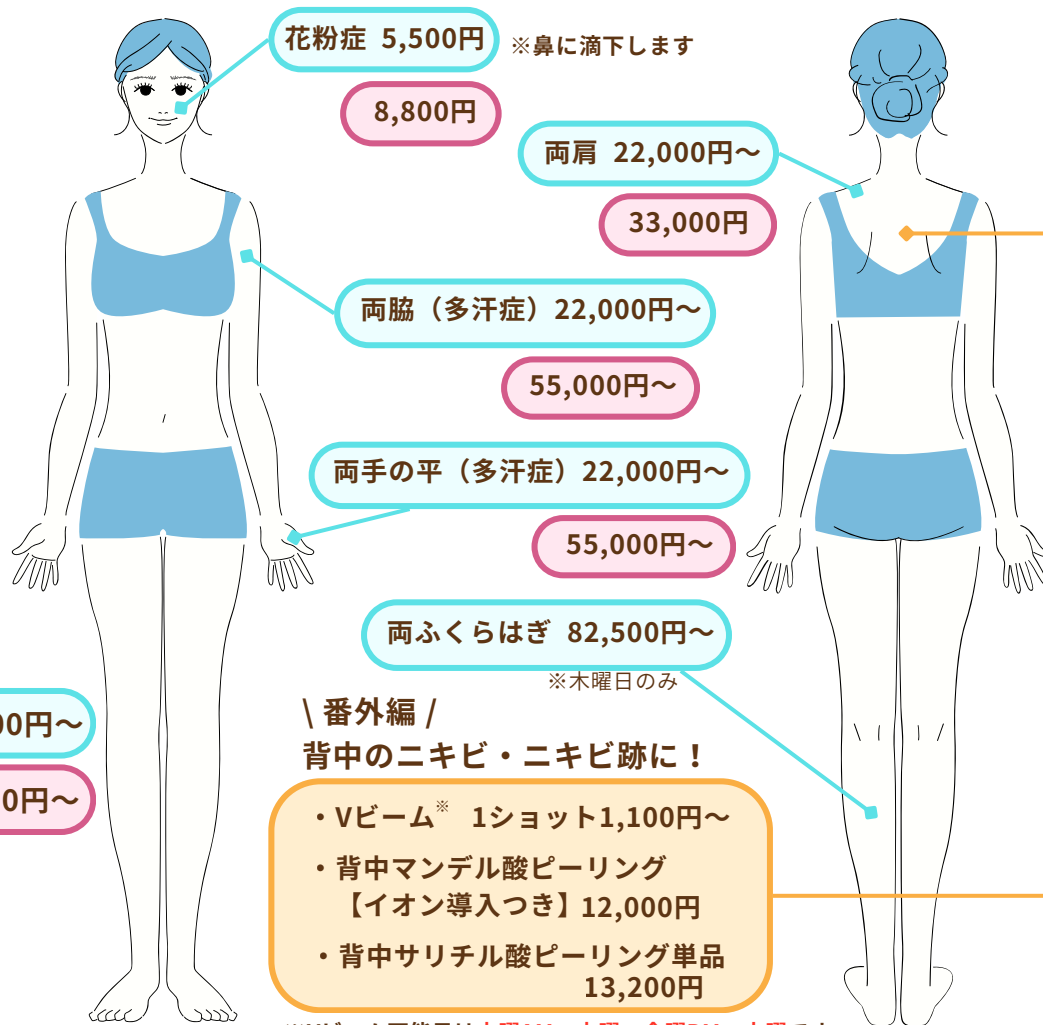 花粉症 5,500円
※鼻に滴下します
8,800円
両肩 22,000円〜
33,000円
両脇（多汗症）22,000円〜
55,000円〜
両手の平（多汗症）22,000円〜
55,000円〜
両ふくらはぎ 82,500円〜
※木曜日のみ
00円〜
0円〜
\ 番外編 /
背中のニキビ・ニキビ跡に！
・Vビーム※ 1ショット1,100円〜
・背中マンデル酸ピーリング
【イオン導入つき】12,000円
・背中サリチル酸ピーリング単品
13,200円